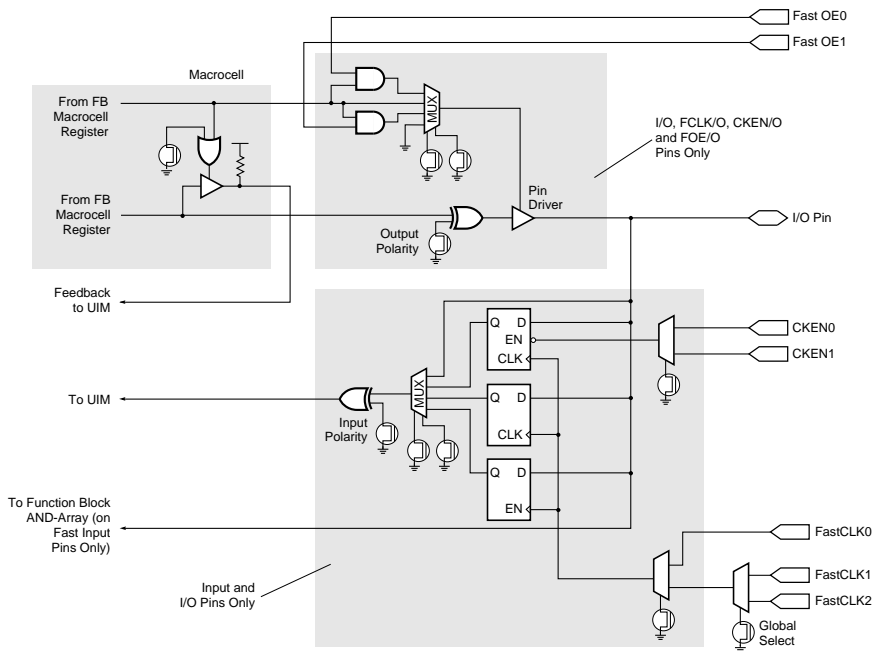 Fast OE0
Fast OE1
Macrocell
From FB
Macrocell
Register
MUX
I/O, FCLK/O, CKEN/O
and FOE/O
Pins Only
From FB
Macrocell
Register
Pin
Driver
Output
Polarity
I/O Pin
Feedback
to UIM
Q D
EN
CLK
CKEN0
CKEN1
To UIM
MUX
Input
Polarity
Q D
CLK
Q D
EN
To Function Block
AND-Array (on
Fast Input
Pins Only)
FastCLK0
FastCLK1
FastCLK2
Input and
I/O Pins Only
Global
Select